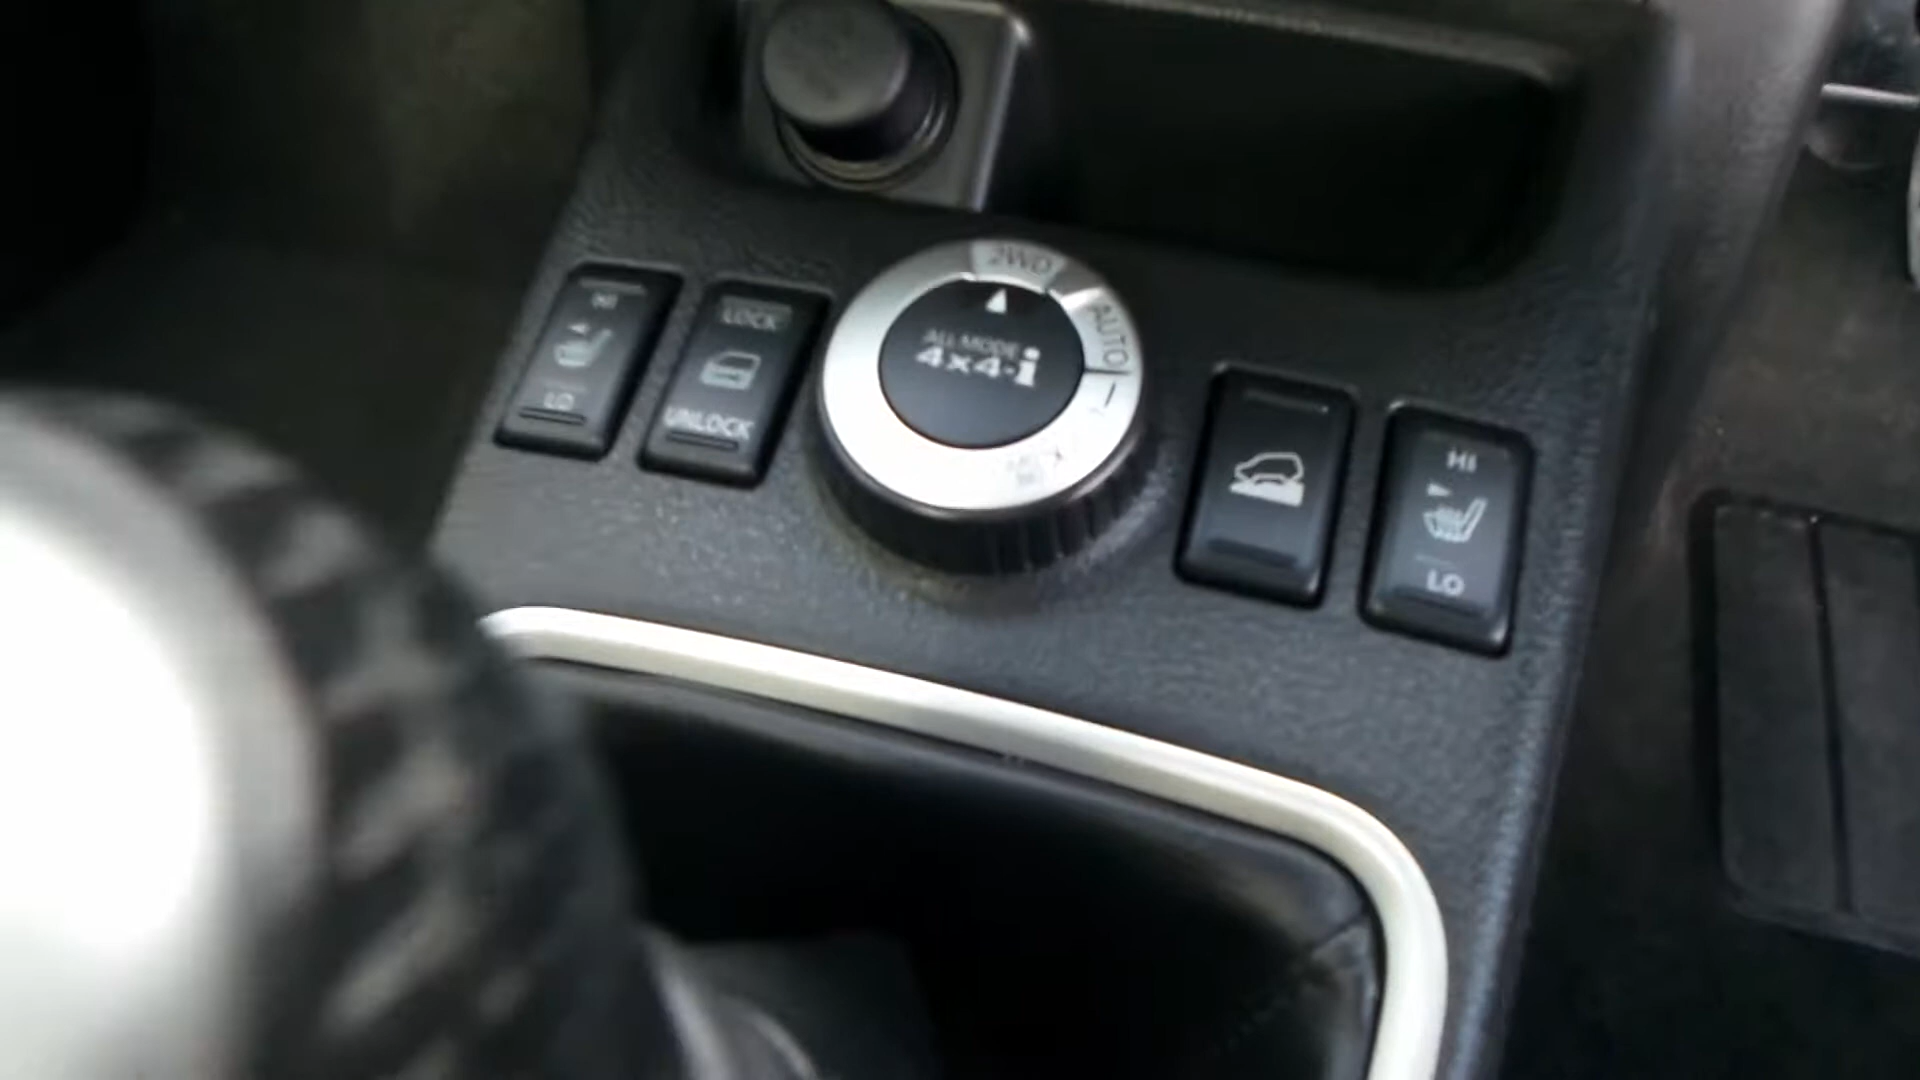 HI
LO
LOCK
UNLOCK
2WD
AUTO
ALL MODE
4x4-i
HI
LO